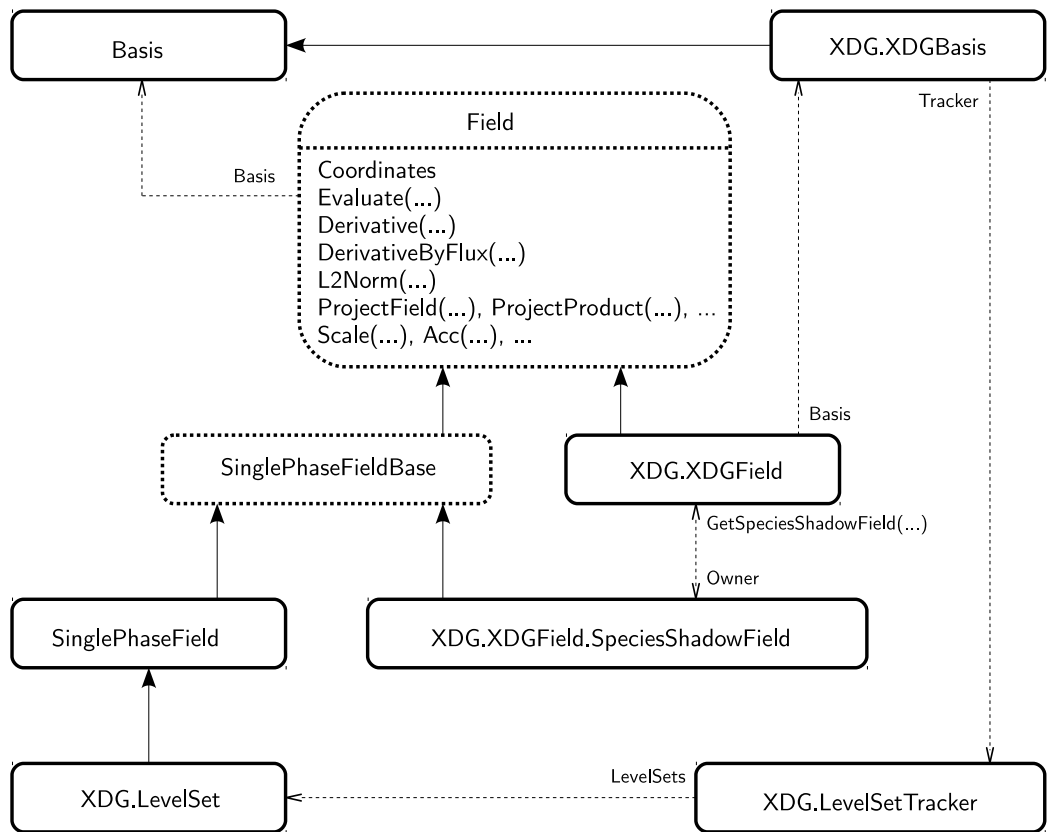 Basis
XDG.XDGBasis
Tracker
Field
Basis
Coordinates
Evaluate(...)
Derivative(...)
DerivativeByFlux(...)
L2Norm(...)
ProjectField(...), ProjectProduct(...), ...
Scale(...), Acc(...), ...
Basis
SinglePhaseFieldBase
XDG.XDGField
GetSpeciesShadowField(...)
Owner
SinglePhaseField
XDG.XDGField.SpeciesShadowField
LevelSets
XDG.LevelSet
XDG.LevelSetTracker